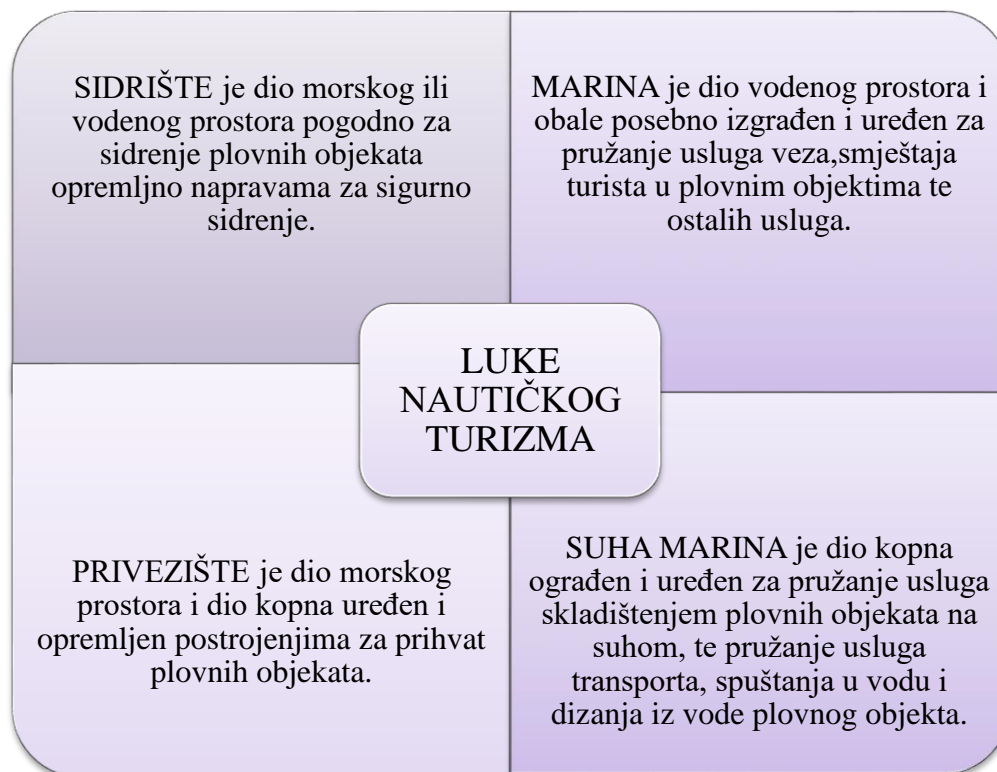 SIDRIŠTE je dio morskog ili
vodenog prostora pogodno za
sidrenje plovnih objekata
opremljno napravama za sigurno
sidrenje.
MARINA je dio vodenog prostora i
obale posebno izgrađen i uređen za
pružanje usluga veza,smještaja
turista u plovnim objektima te
ostalih usluga.
LUKE
NAUTIČKOG
TURIZMA
PRIVEZIŠTE je dio morskog
prostora i dio kopna uređen i
opremljen postrojenjima za prihvat
plovnih objekata.
SUHA MARINA je dio kopna
ograđen i uređen za pružanje usluga
skladištenjem plovnih objekata na
suhom, te pružanje usluga
transporta, spuštanja u vodu i
dizanja iz vode plovnog objekta.